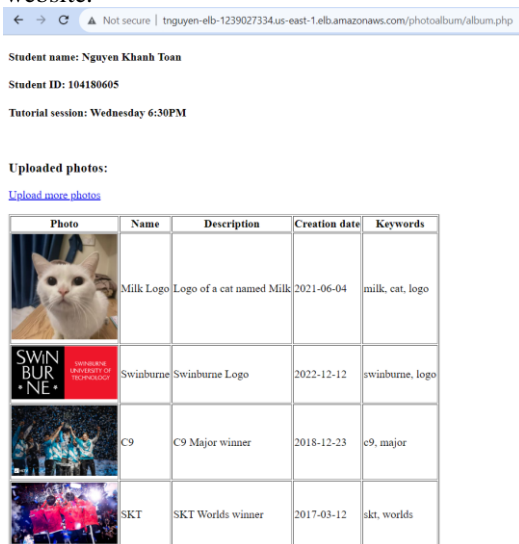 website.
Not secure | tnguyen-elb-1239027334.us-east-1.elb.amazonaws.com/photoalbum/album.php
Student name: Nguyen Khanh Toan
Student ID: 104180605
Tutorial session: Wednesday 6:30PM
Uploaded photos:
Upload more photos
Photo Name Description Creation date Keywords
Milk Logo Logo of a cat named Milk 2021-06-04 milk, cat, logo
SWIN
BUR
NE
SWINBURNE
UNIVERSITY OF
TECHNOLOGY
Swinburne Swinburne Logo 2022-12-12 swinburne, logo
C9 C9 Major winner 2018-12-23 c9, major
SKT SKT Worlds winner 2017-03-12 skt, worlds